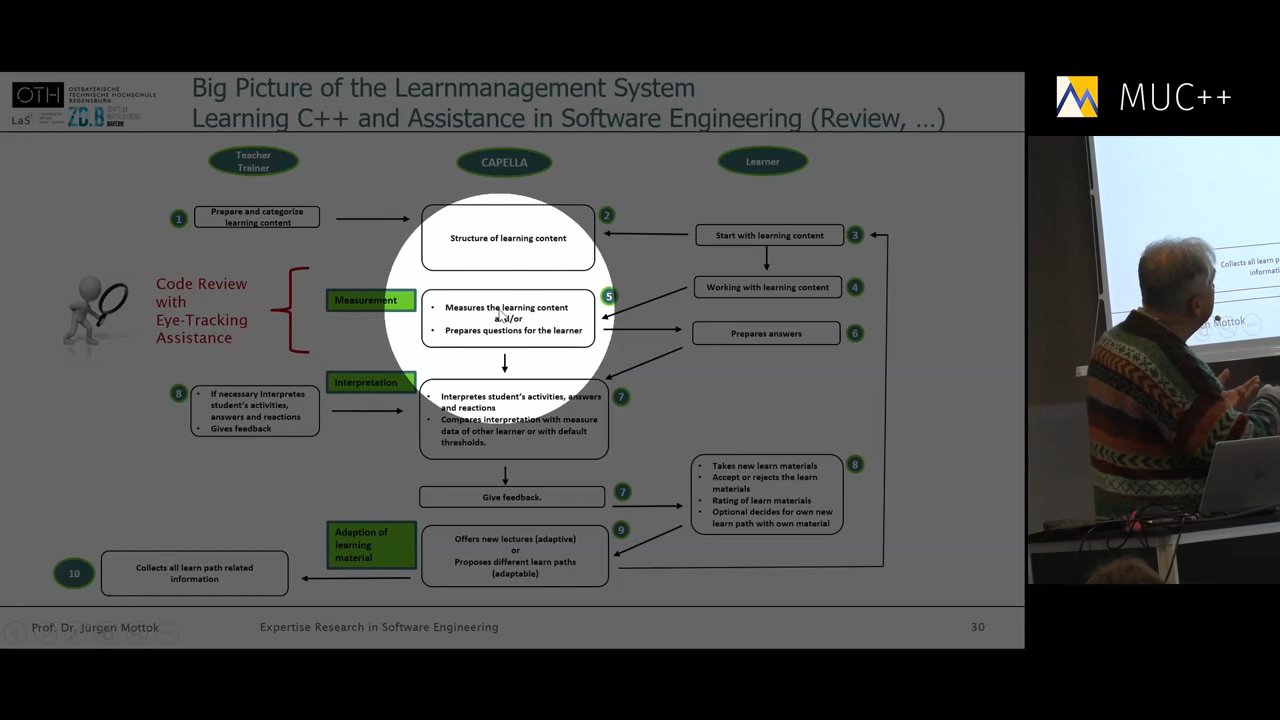 OTH
OSTBAYERISCHE
TECHNISCHE HOCHSCHULE
REGENSBURG
LaS³
ZD.B
BAYERN
Big Picture of the Learnmanagement System
Learning C++ and Assistance in Software Engineering (Review, ...)
MUC++
Teacher
Trainer
CAPELLA
Learner
1
Prepare and categorize
learning content
2
Structure of learning content
Start with learning content
3
Code Review
with
Eye-Tracking
Assistance
Measurement
5
• Measures the learning content
and/or
• Prepares questions for the learner
Working with learning content
4
Prepares answers
6
Interpretation
8
• If necessary Interpretes
student's activities,
answers and reactions
• Gives feedback
7
• Interpretes student's activities, answers
and reactions
• Compares interpretation with measure
data of other learner or with default
thresholds.
Give feedback.
7
8
• Takes new learn materials
• Accept or rejects the learn
materials
• Rating of learn materials
• Optional decides for own new
learn path with own material
Adaption of
learning
material
9
Offers new lectures (adaptive)
or
Proposes different learn paths
(adaptable)
10
Collects all learn path related
information
Prof. Dr. Jürgen Mottok
Expertise Research in Software Engineering
30
Collects all learn p
information
Mottok